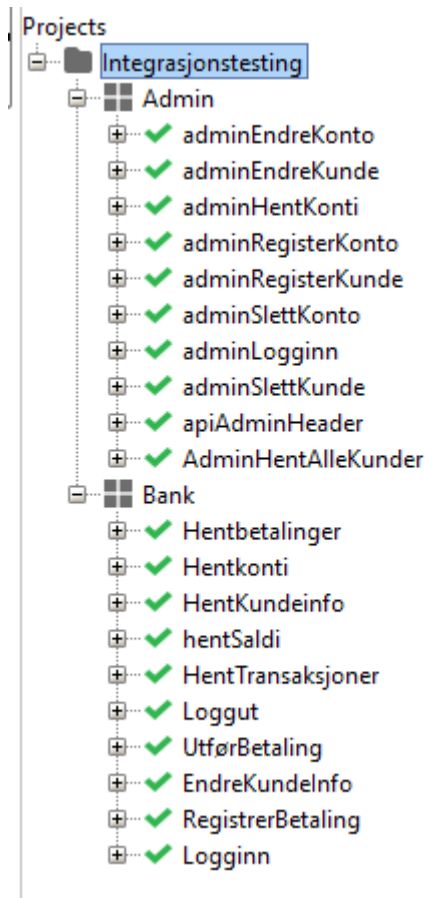 Projects
Integrasjonstesting
Admin
adminEndreKonto
adminEndreKunde
adminHentKonti
adminRegisterKonto
adminRegisterKunde
adminSlettKonto
adminLogginn
adminSlettKunde
apiAdminHeader
AdminHentAlleKunder
Bank
Hentbetalinger
Hentkonti
HentKundeinfo
hentSaldi
HentTransaksjoner
Loggut
UtførBetaling
EndreKundeInfo
RegistrerBetaling
Logginn